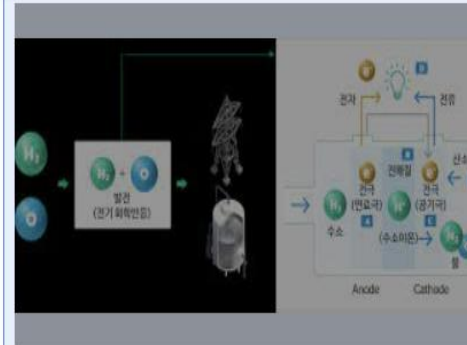 H₂
O
H₂ + O
발전
(전기 화학반응)
e⁻
D
전자
전류
B
산소
e⁻
전해질
e⁻
전극
(연료극)
전극
(공기극)
H₂
H⁺
A
E
수소
(수소이온)
H₂
물
Anode
Cathode